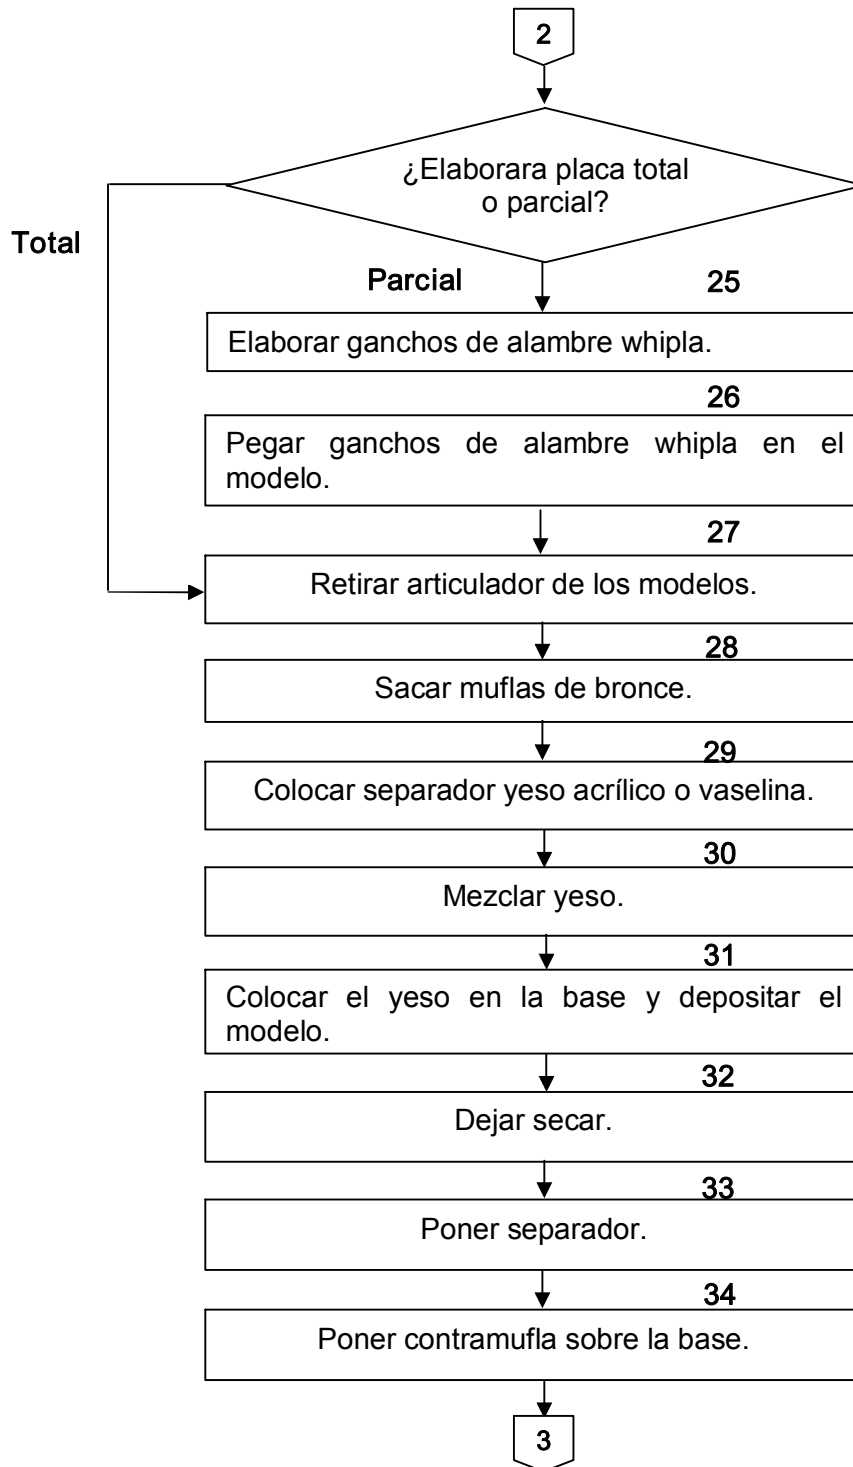 2
¿Elaborara placa total
o parcial?
Total
Parcial
25
Elaborar ganchos de alambre whipla.
26
Pegar ganchos de alambre whipla en el
modelo.
27
Retirar articulador de los modelos.
28
Sacar muflas de bronce.
29
Colocar separador yeso acrílico o vaselina.
30
Mezclar yeso.
31
Colocar el yeso en la base y depositar el
modelo.
32
Dejar secar.
33
Poner separador.
34
Poner contramufla sobre la base.
3